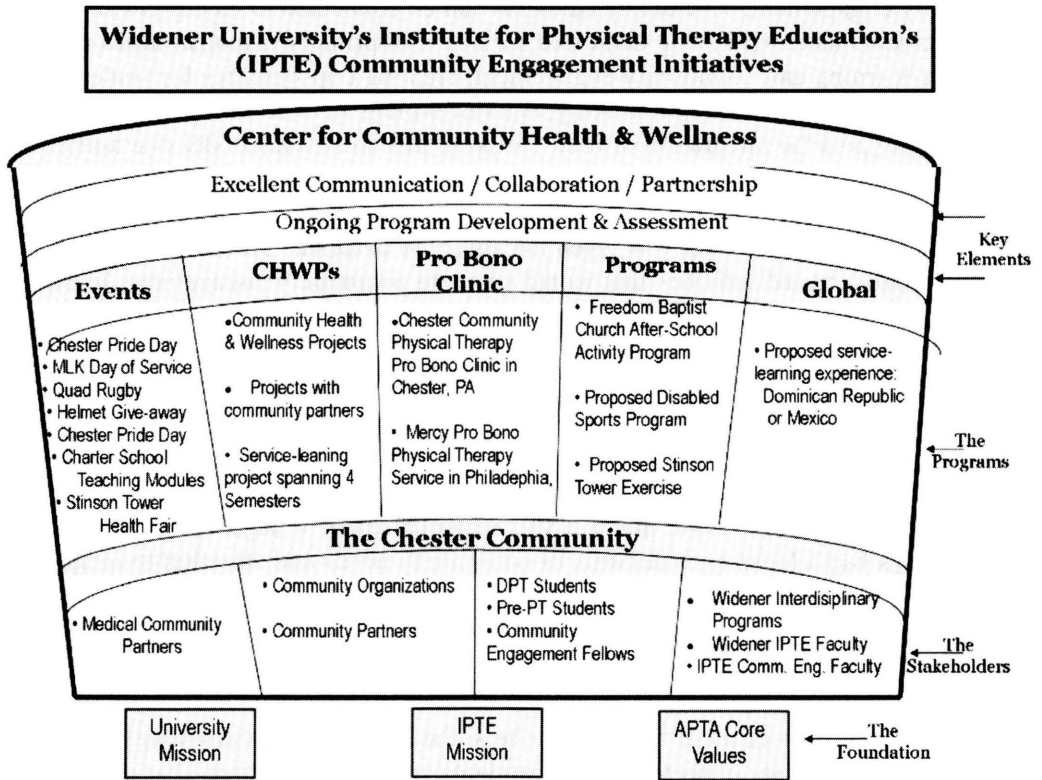 Widener University's Institute for Physical Therapy Education's
(IPTE) Community Engagement Initiatives
Center for Community Health & Wellness
Excellent Communication / Collaboration / Partnership
Ongoing Program Development & Assessment
Key
Elements
Events
• Chester Pride Day
• MLK Day of Service
• Quad Rugby
• Helmet Give-away
• Chester Pride Day
• Charter School
Teaching Modules
• Stinson Tower
Health Fair
CHWPs
•Community Health
& Wellness Projects
• Projects with
community partners
• Service-leaning
project spanning 4
Semesters
Pro Bono
Clinic
•Chester Community
Physical Therapy
Pro Bono Clinic in
Chester, PA
• Mercy Pro Bono
Physical Therapy
Service in Philadephia,
Programs
• Freedom Baptist
Church After-School
Activity Program
• Proposed Disabled
Sports Program
• Proposed Stinson
Tower Exercise
Global
• Proposed service-
learning experience:
Dominican Republic
or Mexico
The
Programs
The Chester Community
• Medical Community
Partners
• Community Organizations
• Community Partners
• DPT Students
• Pre-PT Students
• Community
Engagement Fellows
• Widener Interdisciplinary
Programs
• Widener IPTE Faculty
• IPTE Comm. Eng. Faculty
The
Stakeholders
University
Mission
IPTE
Mission
APTA Core
Values
The
Foundation